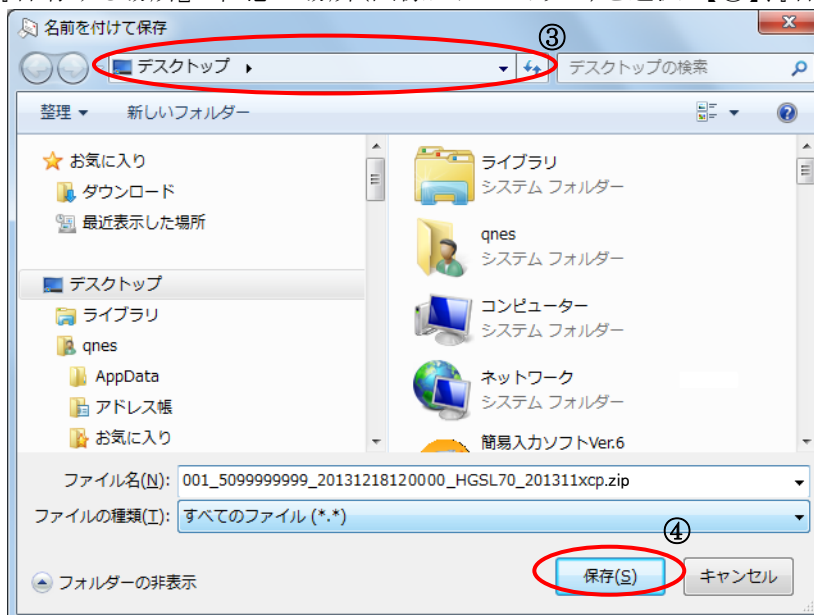 名前を付けて保存
③
デスクトップ
デスクトップの検索
整理 新しいフォルダー
お気に入り
ダウンロード
最近表示した場所
デスクトップ
ライブラリ
qnes
AppData
アドレス帳
お気に入り
ライブラリ
システム フォルダー
qnes
システム フォルダー
コンピューター
システム フォルダー
ネットワーク
システム フォルダー
簡易入力ソフトVer.6
ファイル名(N): 001_5099999999_20131218120000_HGSL70_201311xcp.zip
ファイルの種類(T): すべてのファイル (*.*)
④
フォルダーの非表示
保存(S) キャンセル